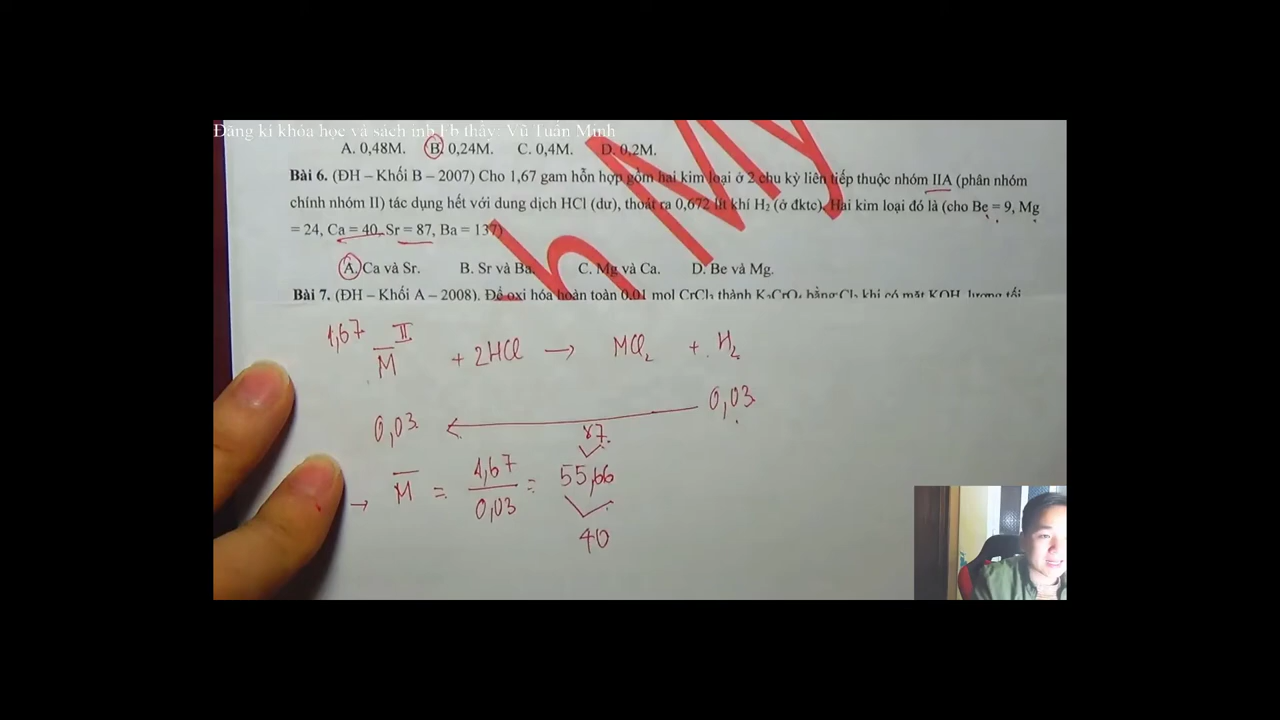 Đăng kí khóa học và sách inb Fb thầy: Vũ Tuấn Minh
A. 0,48M. B. 0,24M. C. 0,4M. D. 0,2M.
Bài 6. (ĐH – Khối B – 2007) Cho 1,67 gam hỗn hợp gồm hai kim loại ở 2 chu kỳ liên tiếp thuộc nhóm IIA (phân nhóm
chính nhóm II) tác dụng hết với dung dịch HCl (dư), thoát ra 0,672 lít khí H₂ (ở đktc). Hai kim loại đó là (cho Be = 9, Mg
= 24, Ca = 40, Sr = 87, Ba = 137)
A. Ca và Sr. B. Sr và Ba. C. Mg và Ca. D. Be và Mg.
Bài 7. (ĐH – Khối A – 2008). Để oxi hóa hoàn toàn 0,01 mol CrCl₃ thành K₂CrO₄ bằng Cl₂ khi có mặt KOH, lượng tối
h My
1,67 II
M̅ + 2HCl → MCl₂ + H₂
0,03 ← 0,03
87
→ M̅ = 1,67 / 0,03 = 55,66
40